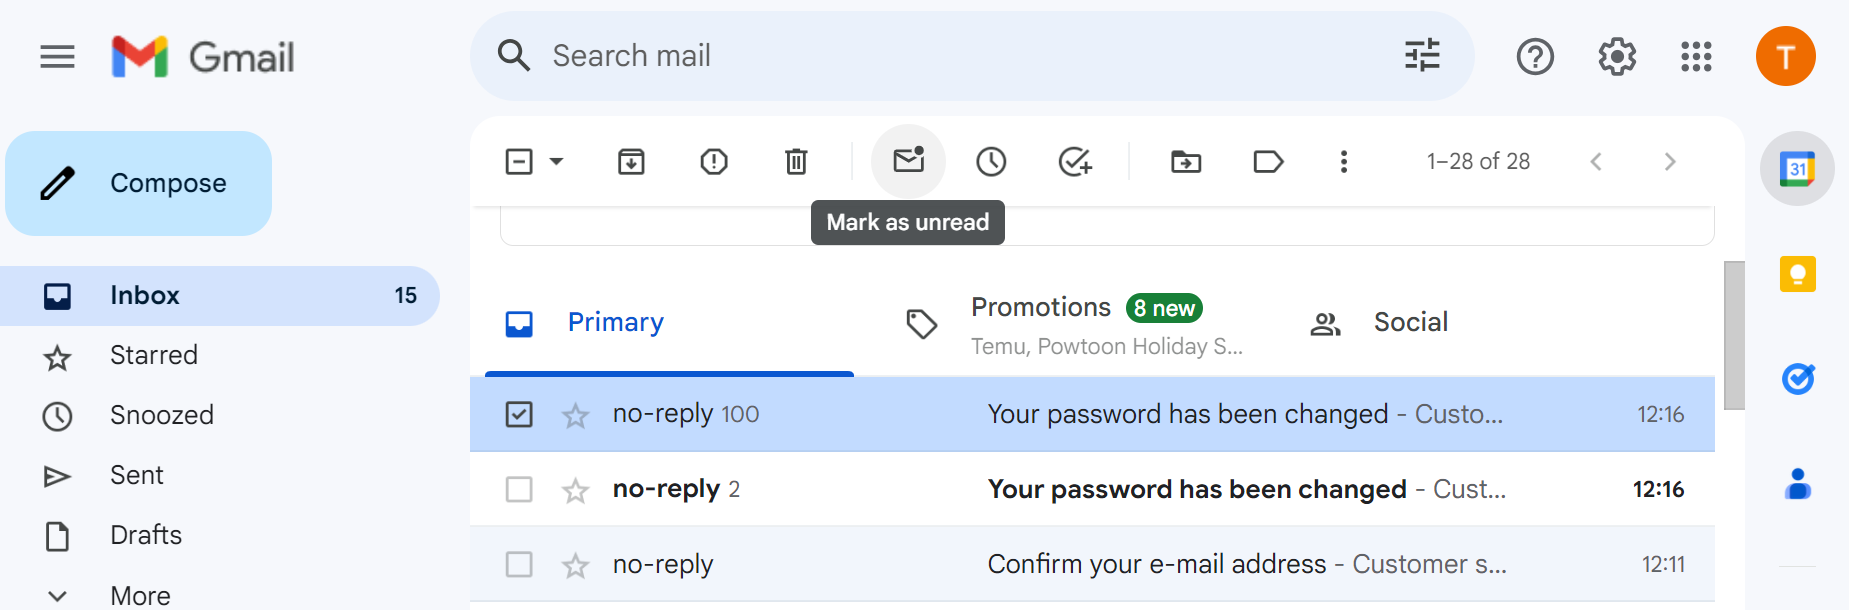 Gmail
Search mail
T
Compose
1–28 of 28
31
Mark as unread
Inbox 15
Starred
Snoozed
Sent
Drafts
More
Primary
Promotions 8 new
Temu, Powtoon Holiday S...
Social
no-reply 100 Your password has been changed - Custo... 12:16
no-reply 2 Your password has been changed - Cust... 12:16
no-reply Confirm your e-mail address - Customer s... 12:11